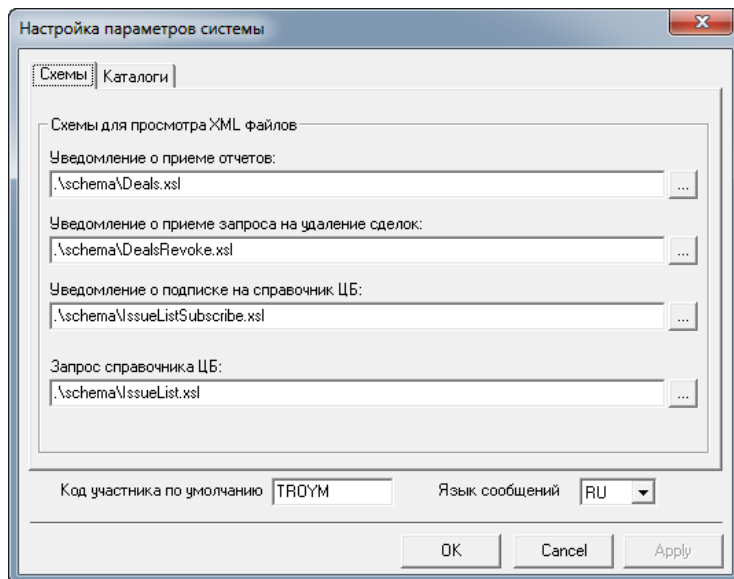 Настройка параметров системы
Схемы Каталоги
Схемы для просмотра XML файлов
Уведомление о приеме отчетов:
.\schema\Deals.xsl ...
Уведомление о приеме запроса на удаление сделок:
.\schema\DealsRevoke.xsl ...
Уведомление о подписке на справочник ЦБ:
.\schema\IssueListSubscribe.xsl ...
Запрос справочника ЦБ:
.\schema\IssueList.xsl ...
Код участника по умолчанию TROYM Язык сообщений RU
OK Cancel Apply